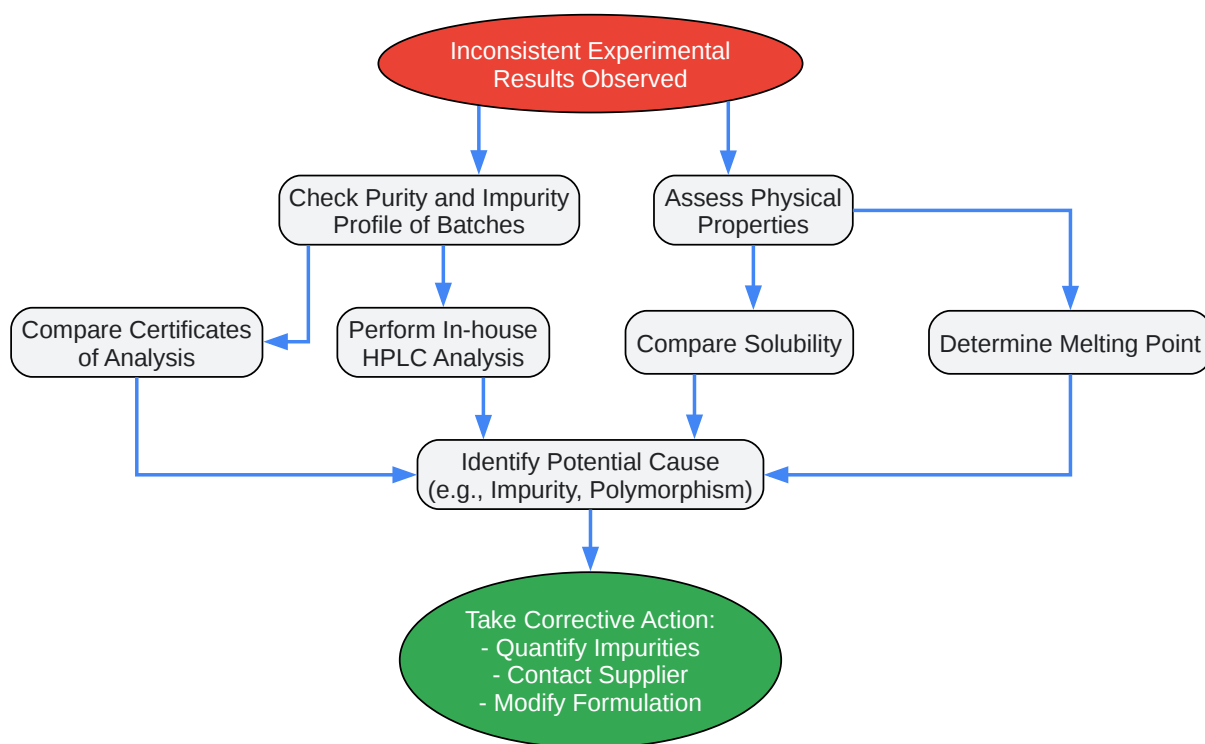 Inconsistent Experimental
Results Observed
Check Purity and Impurity
Profile of Batches
Assess Physical
Properties
Compare Certificates
of Analysis
Perform In-house
HPLC Analysis
Compare Solubility
Determine Melting Point
Identify Potential Cause
(e.g., Impurity, Polymorphism)
Take Corrective Action:
- Quantify Impurities
- Contact Supplier
- Modify Formulation